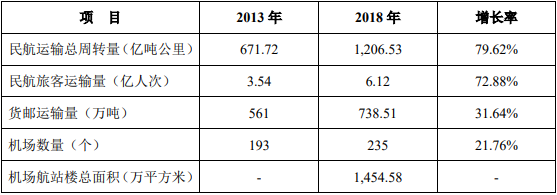 项 目 2013 年 2018 年 增长率
民航运输总周转量（亿吨公里） 671.72 1,206.53 79.62%
民航旅客运输量（亿人次） 3.54 6.12 72.88%
货邮运输量（万吨） 561 738.51 31.64%
机场数量（个） 193 235 21.76%
机场航站楼总面积（万平方米） - 1,454.58 -